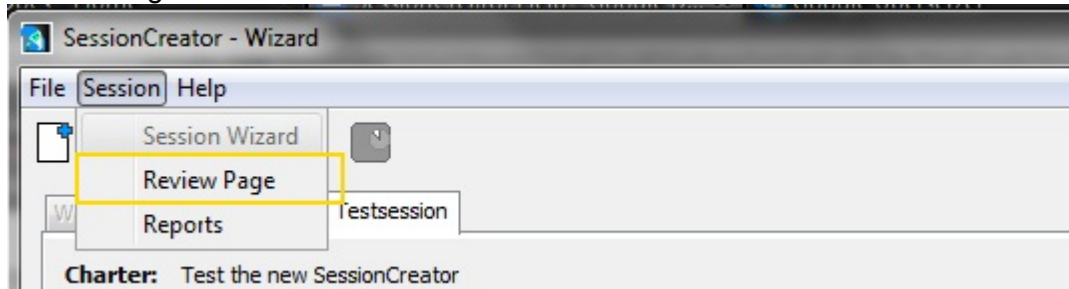 SessionCreator - Wizard
File Session Help
Session Wizard
Review Page
Reports
Testsession
Charter: Test the new SessionCreator